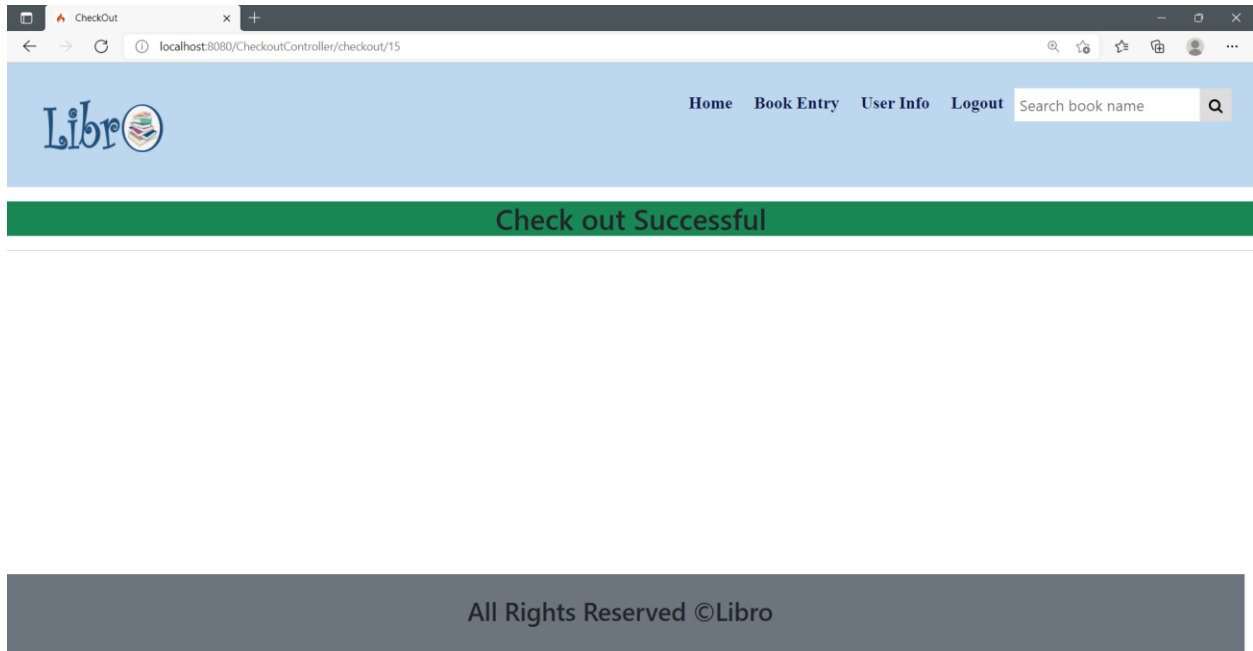 CheckOut
localhost:8080/CheckoutController/checkout/15
Libro
Home Book Entry User Info Logout Search book name
Check out Successful
All Rights Reserved ©Libro